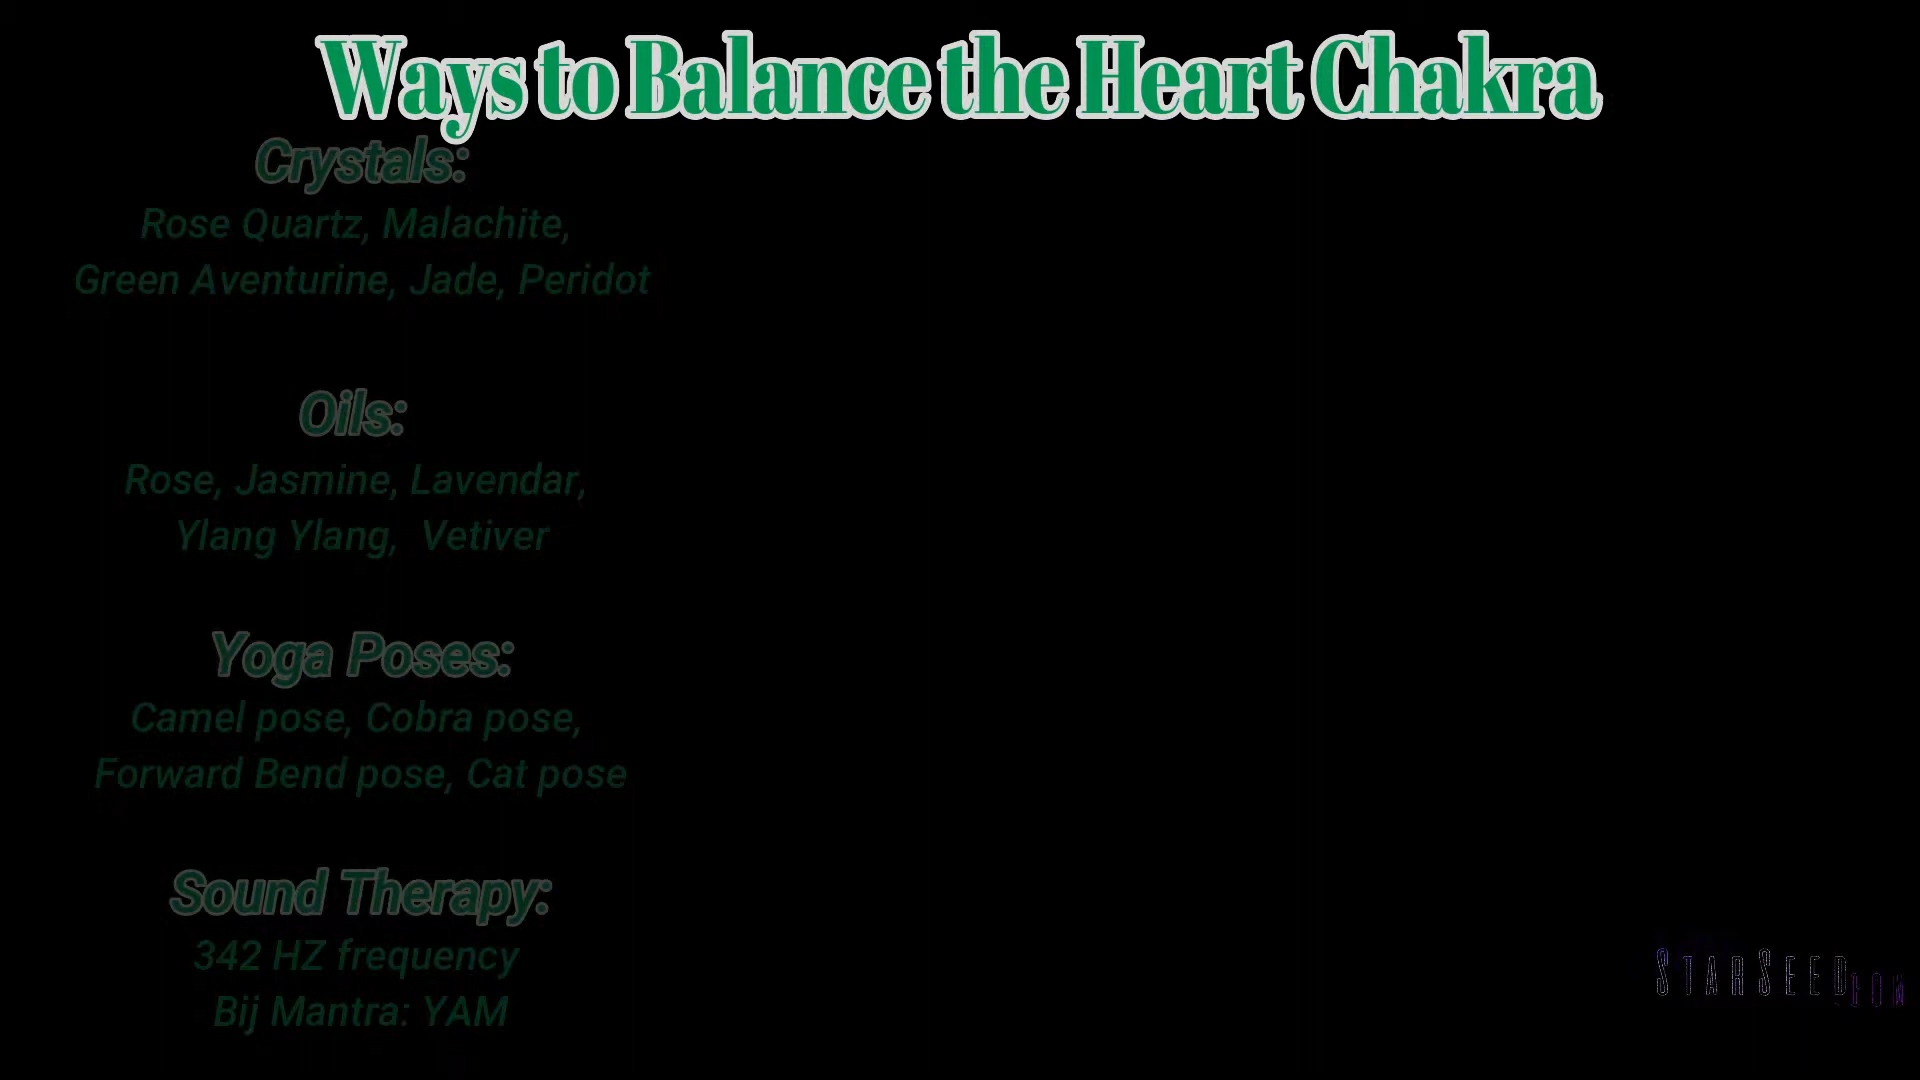 Ways to Balance the Heart Chakra
Crystals:
Rose Quartz, Malachite,
Green Aventurine, Jade, Peridot
Oils:
Rose, Jasmine, Lavendar,
Ylang Ylang, Vetiver
Yoga Poses:
Camel pose, Cobra pose,
Forward Bend pose, Cat pose
Sound Therapy:
342 HZ frequency
Bij Mantra: YAM
STARSEED